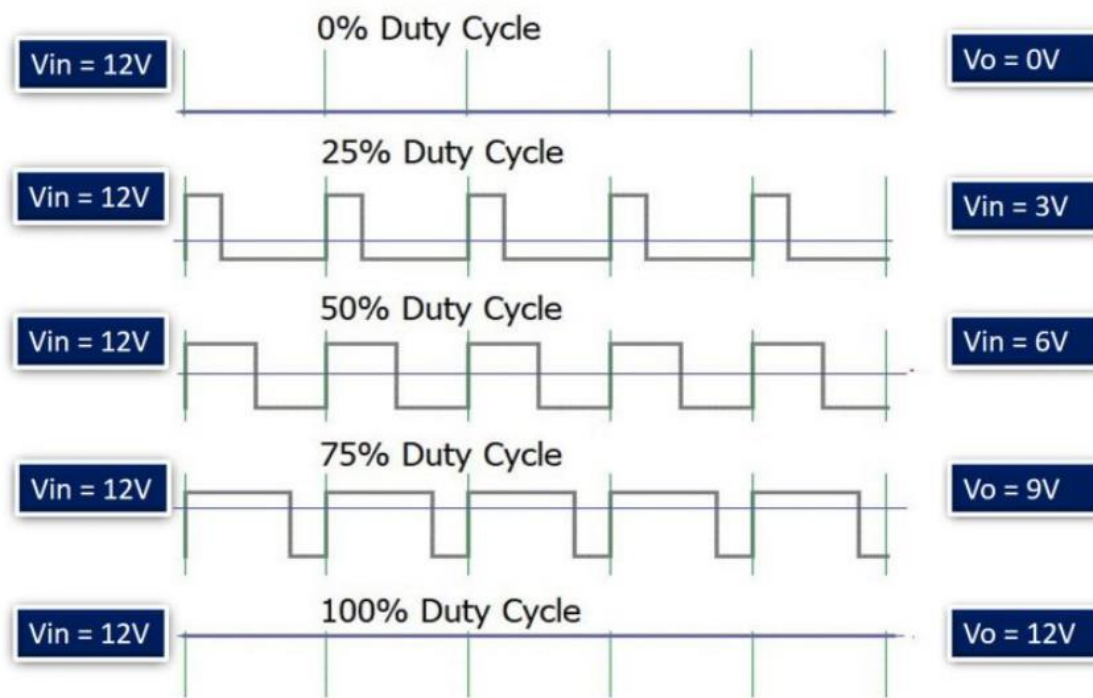 0% Duty Cycle
Vin = 12V
Vo = 0V
25% Duty Cycle
Vin = 12V
Vin = 3V
50% Duty Cycle
Vin = 12V
Vin = 6V
75% Duty Cycle
Vin = 12V
Vo = 9V
100% Duty Cycle
Vin = 12V
Vo = 12V